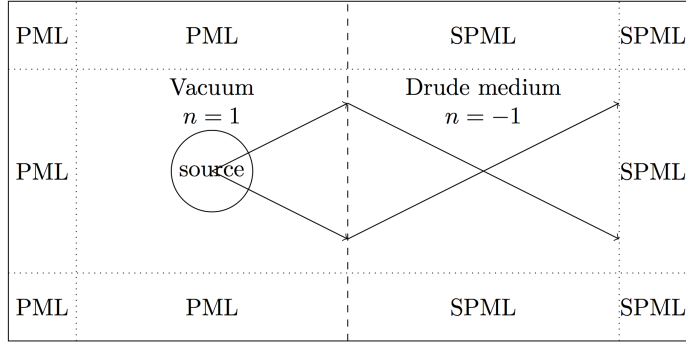 PML PML SPML SPML
Vacuum Drude medium
n = 1 n = −1
PML source SPML
PML PML SPML SPML